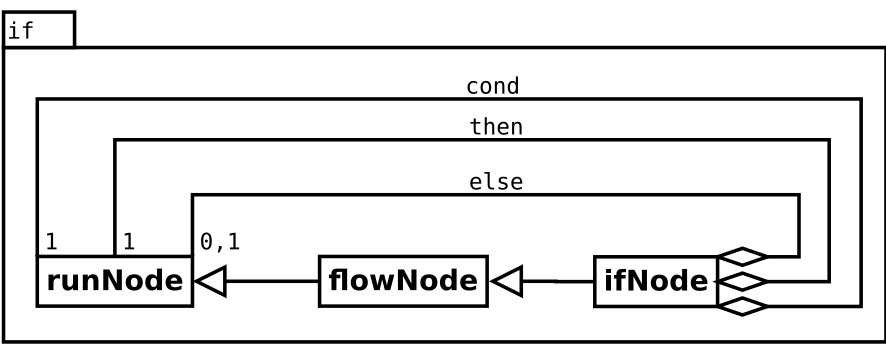 if
cond
then
else
1 1 0,1
runNode flowNode ifNode